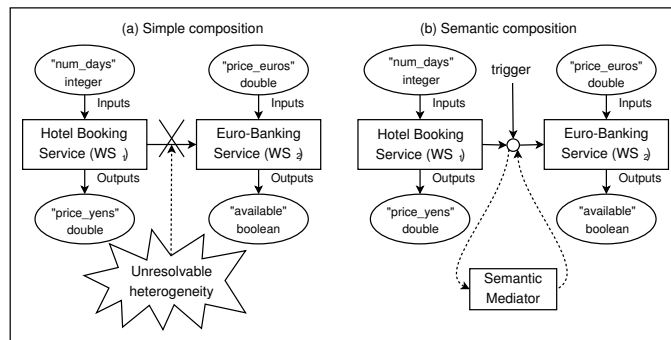 (a) Simple composition
"num_days"
integer
"price_euros"
double
Inputs
Inputs
Hotel Booking
Service (WS 1)
Euro-Banking
Service (WS 2)
Outputs
Outputs
"price_yens"
double
"available"
boolean
Unresolvable
heterogeneity
(b) Semantic composition
"num_days"
integer
trigger
"price_euros"
double
Inputs
Inputs
Hotel Booking
Service (WS 1)
Euro-Banking
Service (WS 2)
Outputs
Outputs
"price_yens"
double
"available"
boolean
Semantic
Mediator